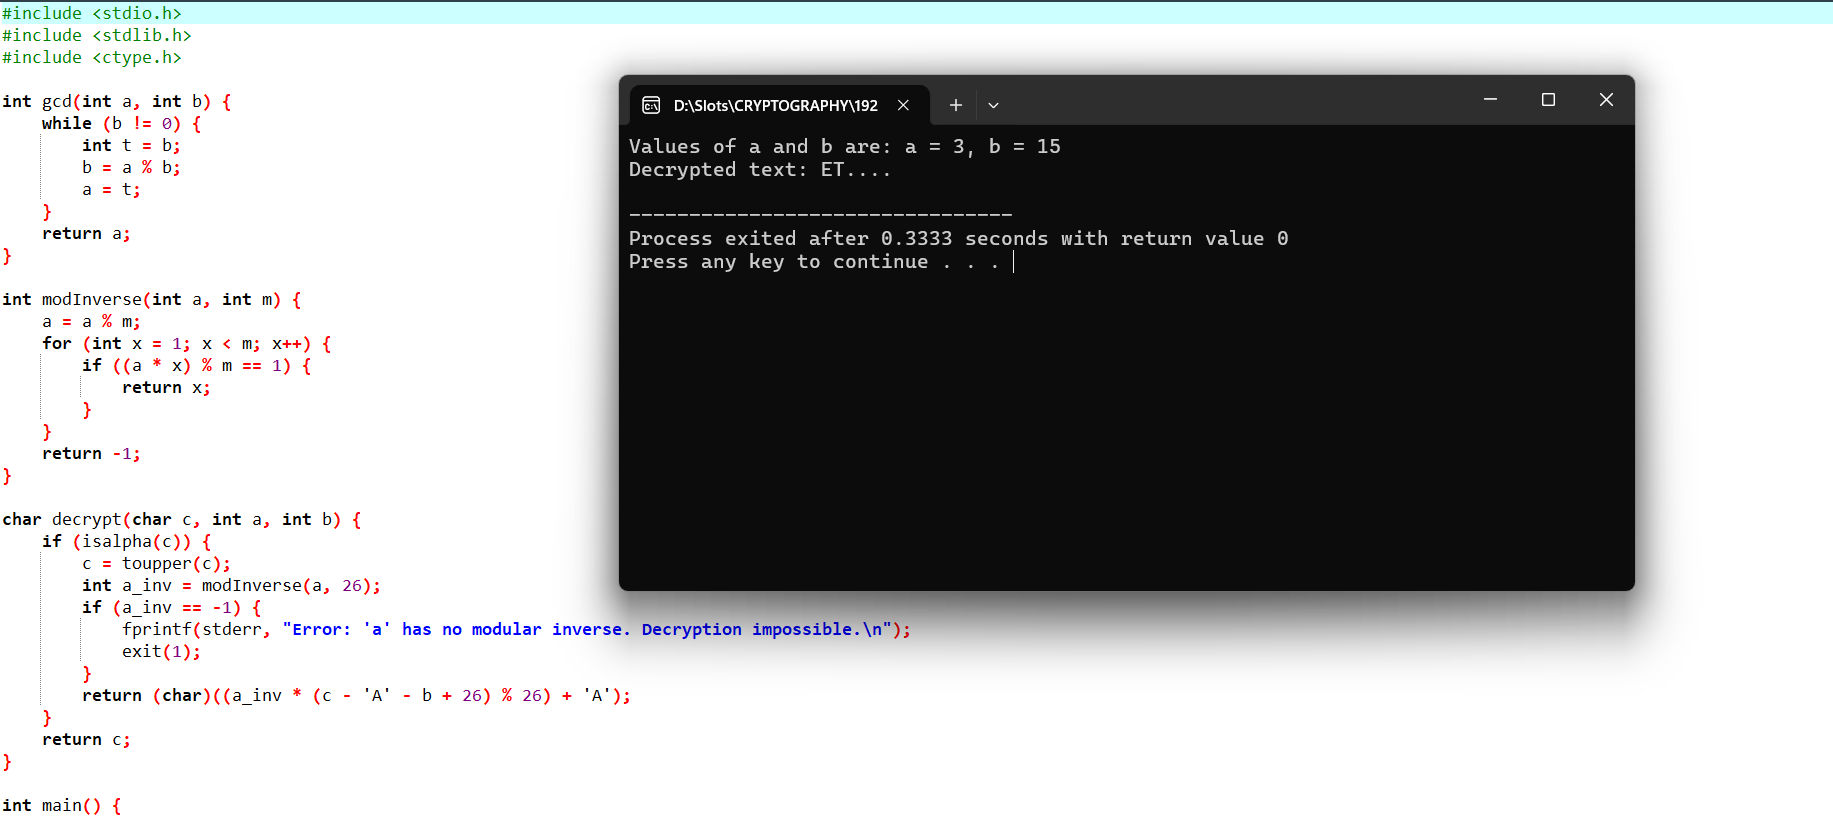 #include <stdio.h>
#include <stdlib.h>
#include <ctype.h>
int gcd(int a, int b) {
    while (b != 0) {
        int t = b;
        b = a % b;
        a = t;
    }
    return a;
}
int modInverse(int a, int m) {
    a = a % m;
    for (int x = 1; x < m; x++) {
        if ((a * x) % m == 1) {
            return x;
        }
    }
    return -1;
}
char decrypt(char c, int a, int b) {
    if (isalpha(c)) {
        c = toupper(c);
        int a_inv = modInverse(a, 26);
        if (a_inv == -1) {
            fprintf(stderr, "Error: 'a' has no modular inverse. Decryption impossible.\n");
            exit(1);
        }
        return (char)((a_inv * (c - 'A' - b + 26) % 26) + 'A');
    }
    return c;
}
int main() {
D:\Slots\CRYPTOGRAPHY\192
Values of a and b are: a = 3, b = 15
Decrypted text: ET....
--------------------------------
Process exited after 0.3333 seconds with return value 0
Press any key to continue . . .